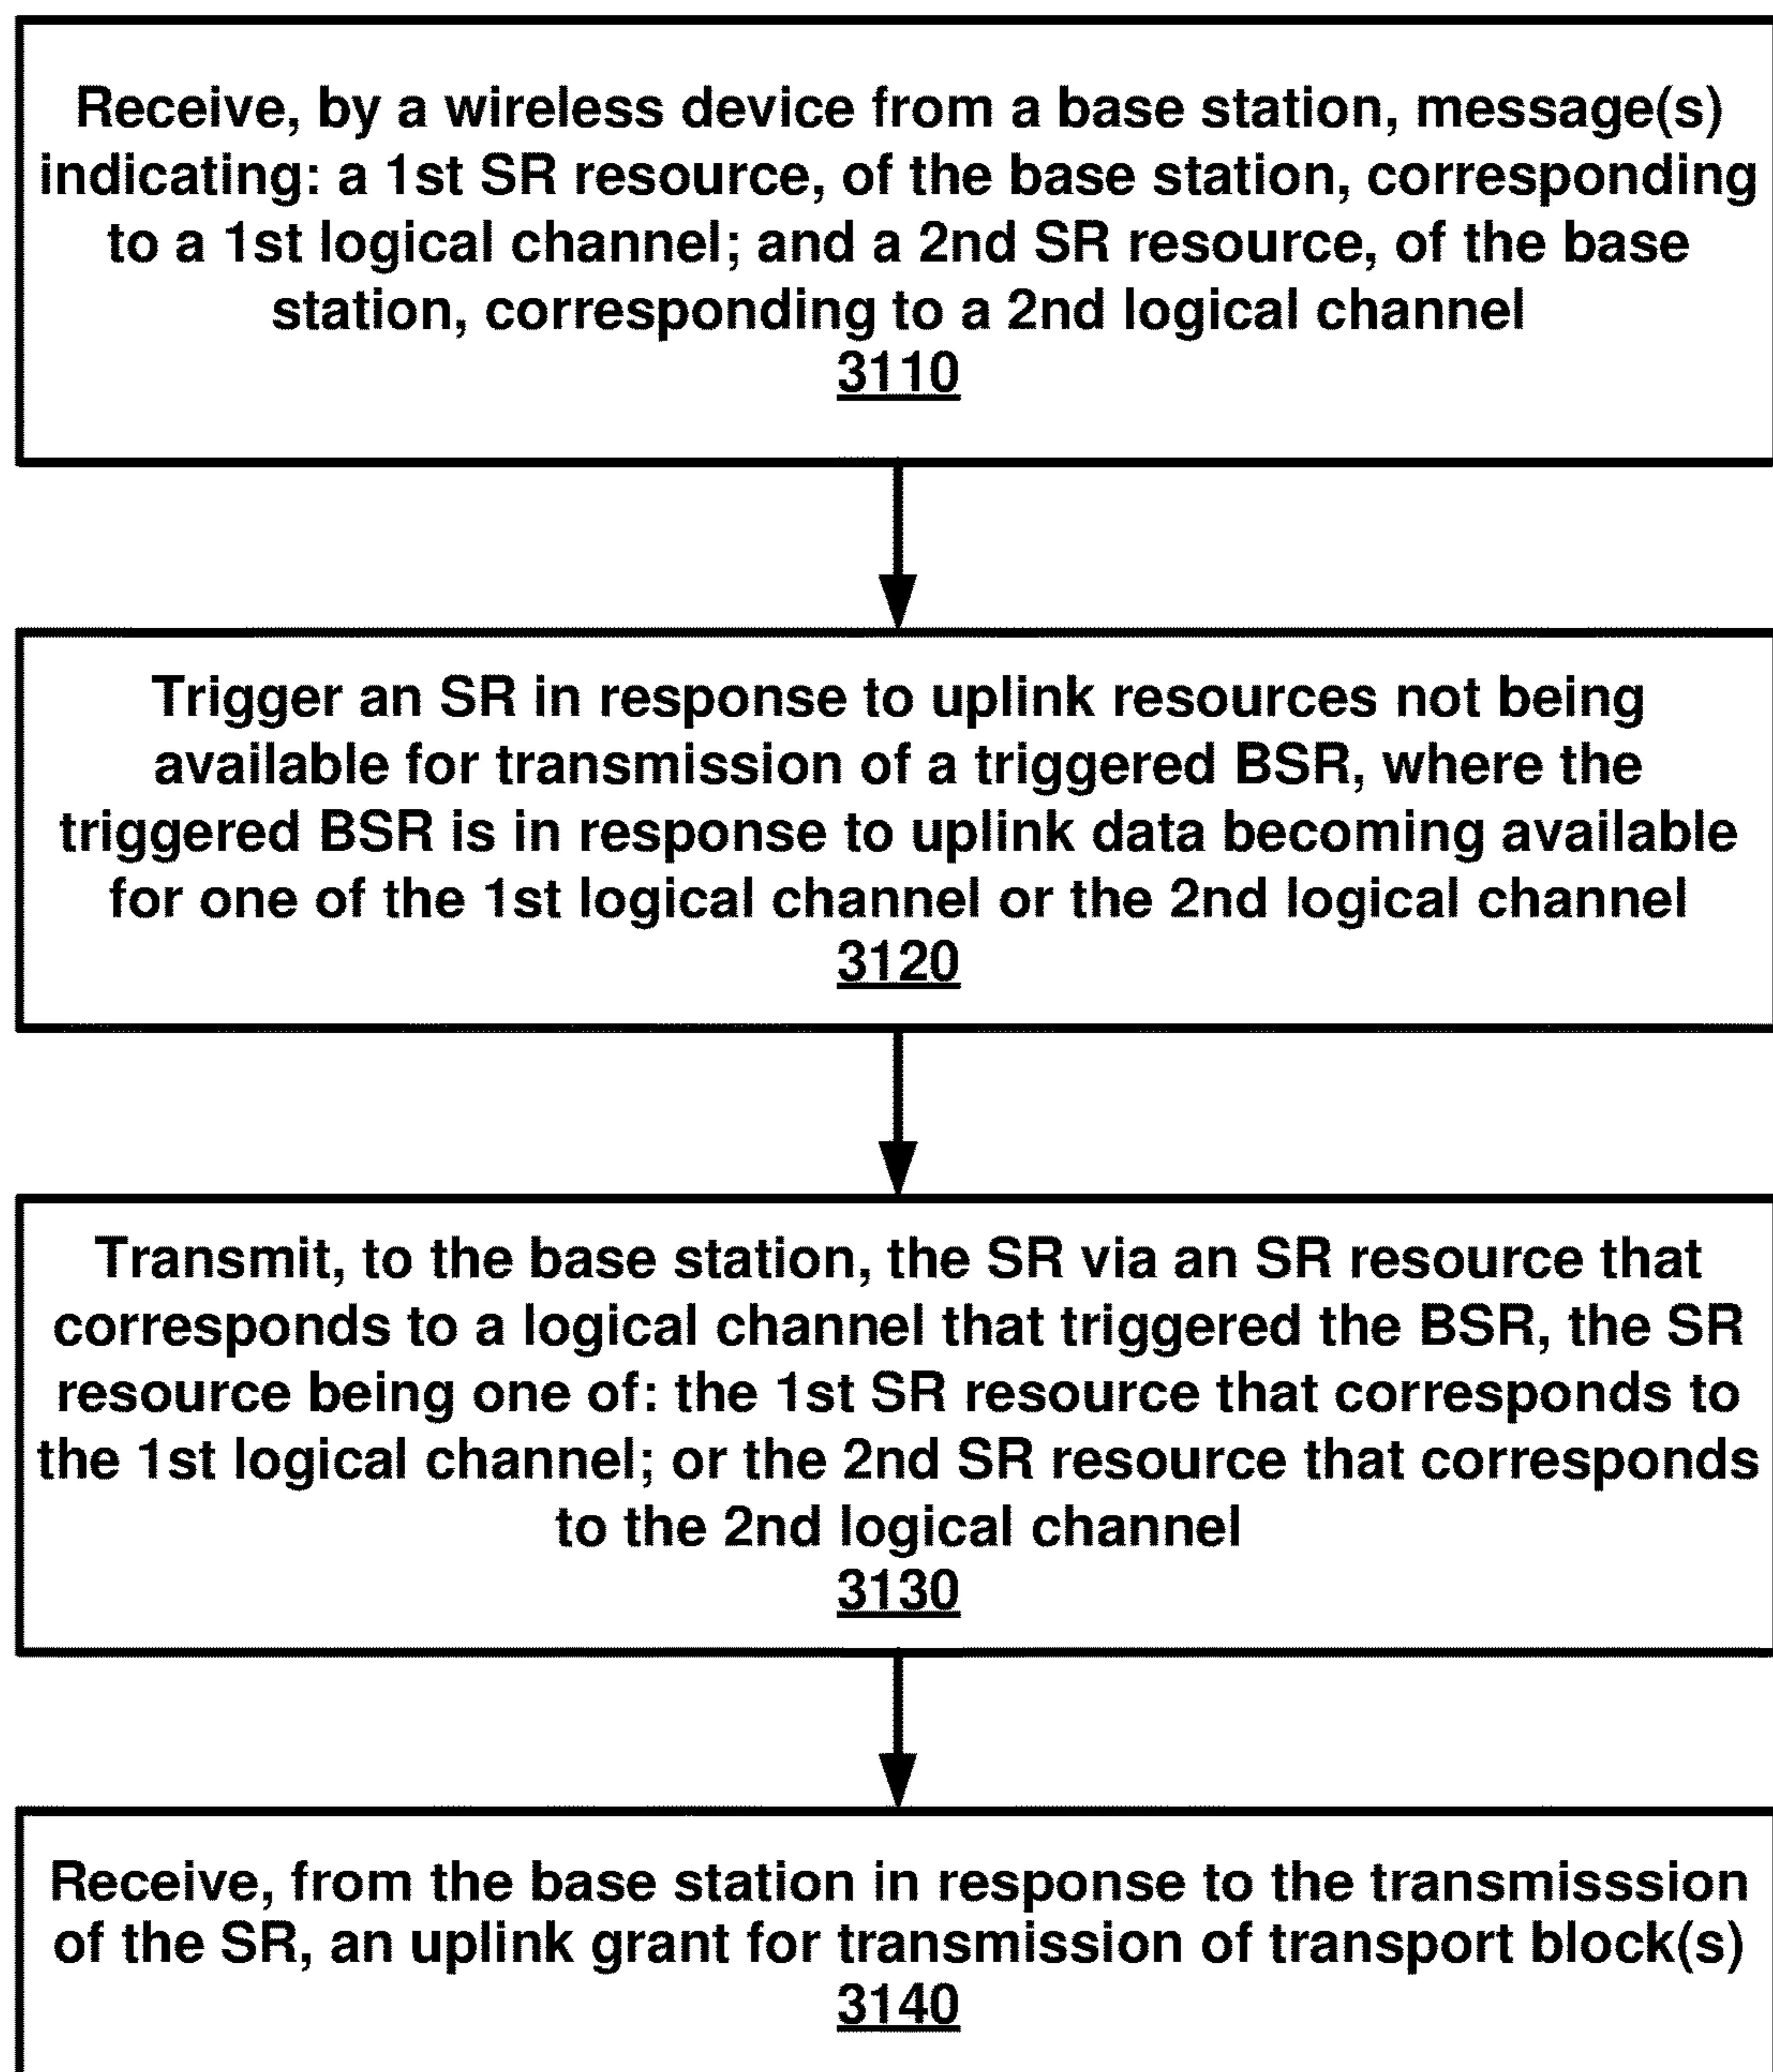 Receive, by a wireless device from a base station, message(s)
indicating: a 1st SR resource, of the base station, corresponding
to a 1st logical channel; and a 2nd SR resource, of the base
station, corresponding to a 2nd logical channel
3110
Trigger an SR in response to uplink resources not being
available for transmission of a triggered BSR, where the
triggered BSR is in response to uplink data becoming available
for one of the 1st logical channel or the 2nd logical channel
3120
Transmit, to the base station, the SR via an SR resource that
corresponds to a logical channel that triggered the BSR, the SR
resource being one of: the 1st SR resource that corresponds to
the 1st logical channel; or the 2nd SR resource that corresponds
to the 2nd logical channel
3130
Receive, from the base station in response to the transmisssion
of the SR, an uplink grant for transmission of transport block(s)
3140